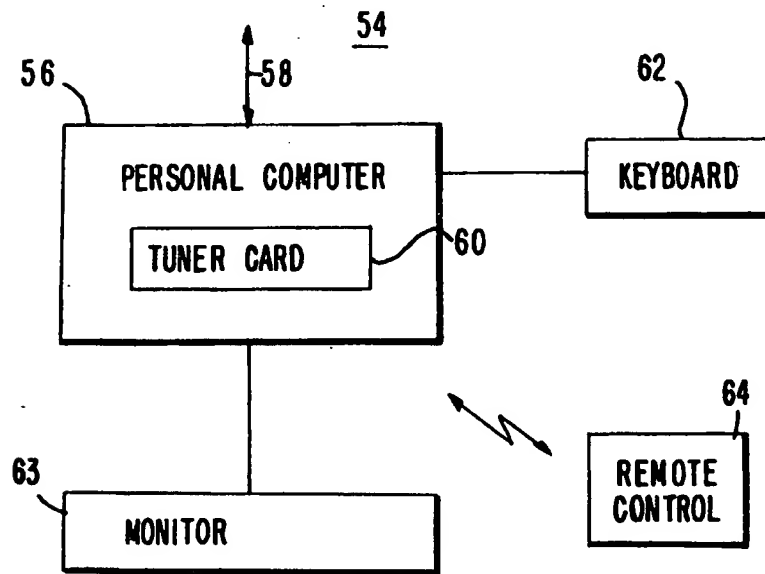 54
56
58
62
PERSONAL COMPUTER
KEYBOARD
TUNER CARD
60
64
63
REMOTE
CONTROL
MONITOR